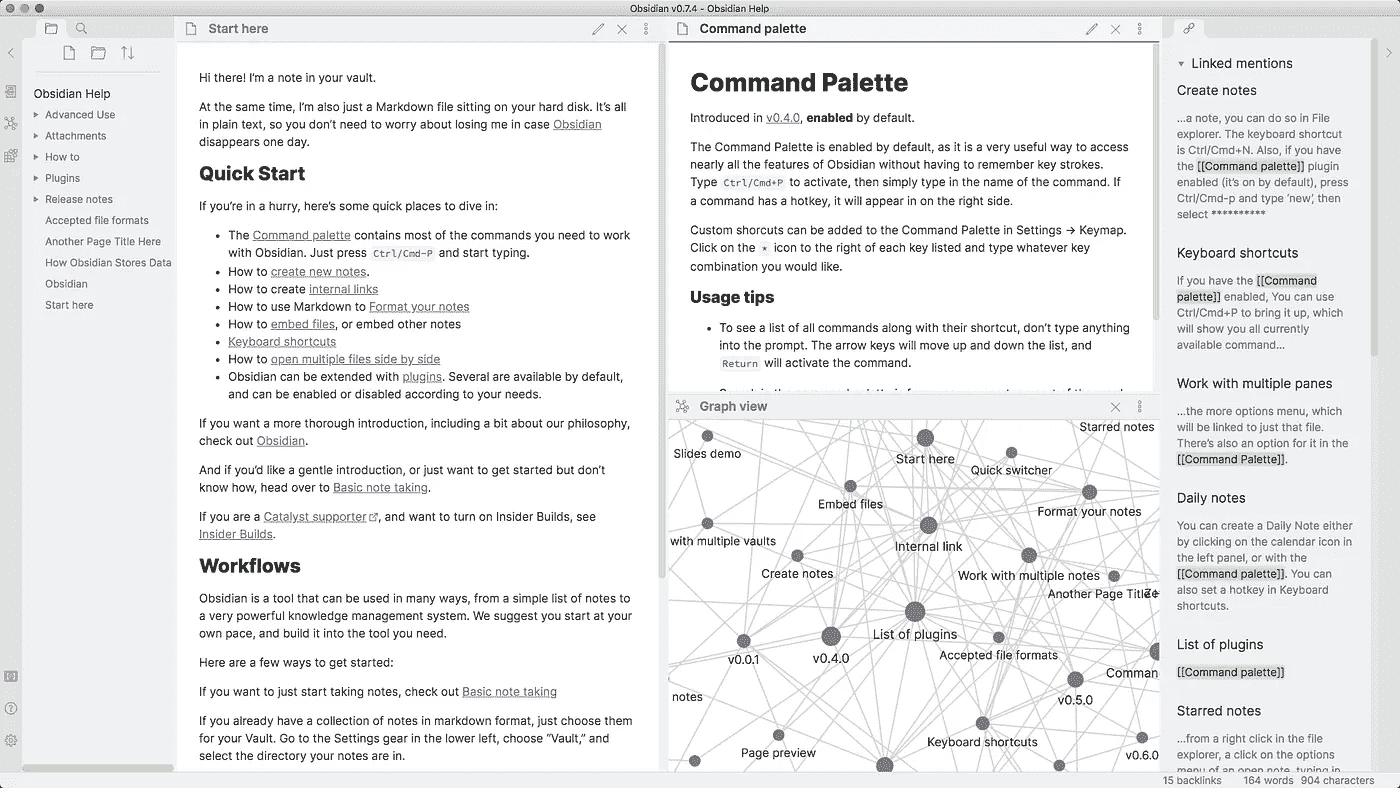 Obsidian v0.7.4 - Obsidian Help
Obsidian Help
Advanced Use
Attachments
How to
Plugins
Release notes
Accepted file formats
Another Page Title Here
How Obsidian Stores Data
Obsidian
Start here
Start here
Hi there! I'm a note in your vault.
At the same time, I'm also just a Markdown file sitting on your hard disk. It's all
in plain text, so you don't need to worry about losing me in case Obsidian
disappears one day.
Quick Start
If you're in a hurry, here's some quick places to dive in:
• The Command palette contains most of the commands you need to work
with Obsidian. Just press Ctrl/Cmd-P and start typing.
• How to create new notes.
• How to create internal links
• How to use Markdown to Format your notes
• How to embed files, or embed other notes
• Keyboard shortcuts
• How to open multiple files side by side
• Obsidian can be extended with plugins. Several are available by default,
and can be enabled or disabled according to your needs.
If you want a more thorough introduction, including a bit about our philosophy,
check out Obsidian.
And if you'd like a gentle introduction, or just want to get started but don't
know how, head over to Basic note taking.
If you are a Catalyst supporter, and want to turn on Insider Builds, see
Insider Builds.
Workflows
Obsidian is a tool that can be used in many ways, from a simple list of notes to
a very powerful knowledge management system. We suggest you start at your
own pace, and build it into the tool you need.
Here are a few ways to get started:
If you want to just start taking notes, check out Basic note taking
If you already have a collection of notes in markdown format, just choose them
for your Vault. Go to the Settings gear in the lower left, choose "Vault," and
select the directory your notes are in.
Command palette
Command Palette
Introduced in v0.4.0, enabled by default.
The Command Palette is enabled by default, as it is a very useful way to access
nearly all the features of Obsidian without having to remember key strokes.
Type Ctrl/Cmd+P to activate, then simply type in the name of the command. If
a command has a hotkey, it will appear in on the right side.
Custom shorcuts can be added to the Command Palette in Settings → Keymap.
Click on the * icon to the right of each key listed and type whatever key
combination you would like.
Usage tips
• To see a list of all commands along with their shortcut, don't type anything
into the prompt. The arrow keys will move up and down the list, and
Return will activate the command.
Graph view
Starred notes
Slides demo
Start here
Quick switcher
Embed files
Format your notes
with multiple vaults
Internal link
Create notes
Work with multiple notes
Another Page Title
List of plugins
v0.0.1
v0.4.0
Accepted file formats
Comman
notes
v0.5.0
Keyboard shortcuts
Page preview
v0.6.0
Linked mentions
Create notes
...a note, you can do so in File
explorer. The keyboard shortcut
is Ctrl/Cmd+N. Also, if you have
the [[Command palette]] plugin
enabled (it's on by default), press
Ctrl/Cmd-p and type 'new', then
select **********
Keyboard shortcuts
If you have the [[Command
palette]] enabled, You can use
Ctrl/Cmd+P to bring it up, which
will show you all currently
available command...
Work with multiple panes
...the more options menu, which
will be linked to just that file.
There's also an option for it in the
[[Command Palette]].
Daily notes
You can create a Daily Note either
by clicking on the calendar icon in
the left panel, or with the
[[Command palette]]. You can
also set a hotkey in Keyboard
shortcuts.
List of plugins
[[Command palette]]
Starred notes
...from a right click in the file
explorer, a click on the options
menu of an open note, typing in
15 backlinks 164 words 904 characters